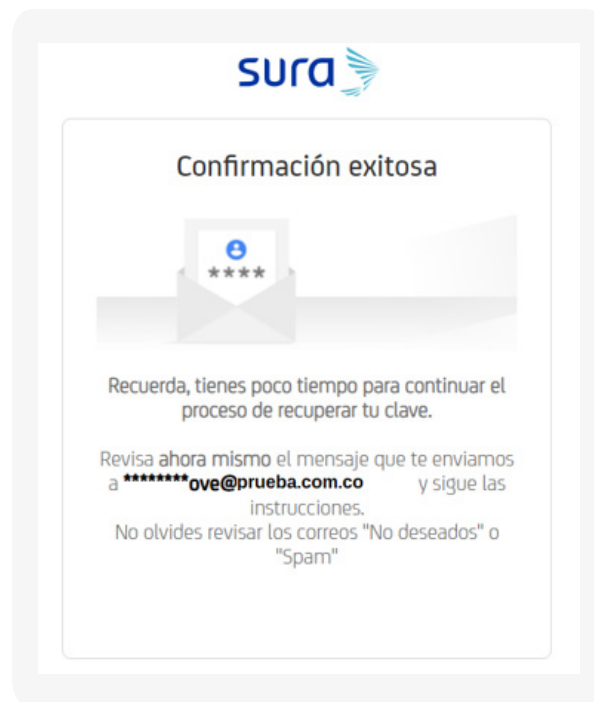 sura
Confirmación exitosa
****
Recuerda, tienes poco tiempo para continuar el
proceso de recuperar tu clave.
Revisa ahora mismo el mensaje que te enviamos
a ********ove@prueba.com.co y sigue las
instrucciones.
No olvides revisar los correos "No deseados" o
"Spam"